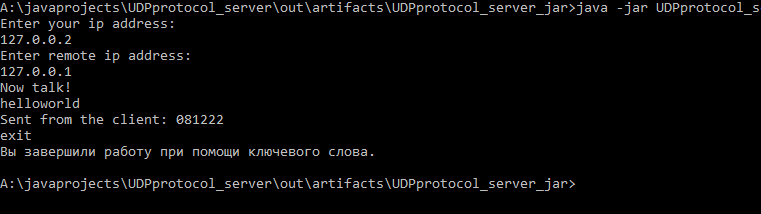 A:\javaprojects\UDPprotocol_server\out\artifacts\UDPprotocol_server_jar>java -jar UDPprotocol_s
Enter your ip address:
127.0.0.2
Enter remote ip address:
127.0.0.1
Now talk!
helloworld
Sent from the client: 081222
exit
Вы завершили работу при помощи ключевого слова.
A:\javaprojects\UDPprotocol_server\out\artifacts\UDPprotocol_server_jar>